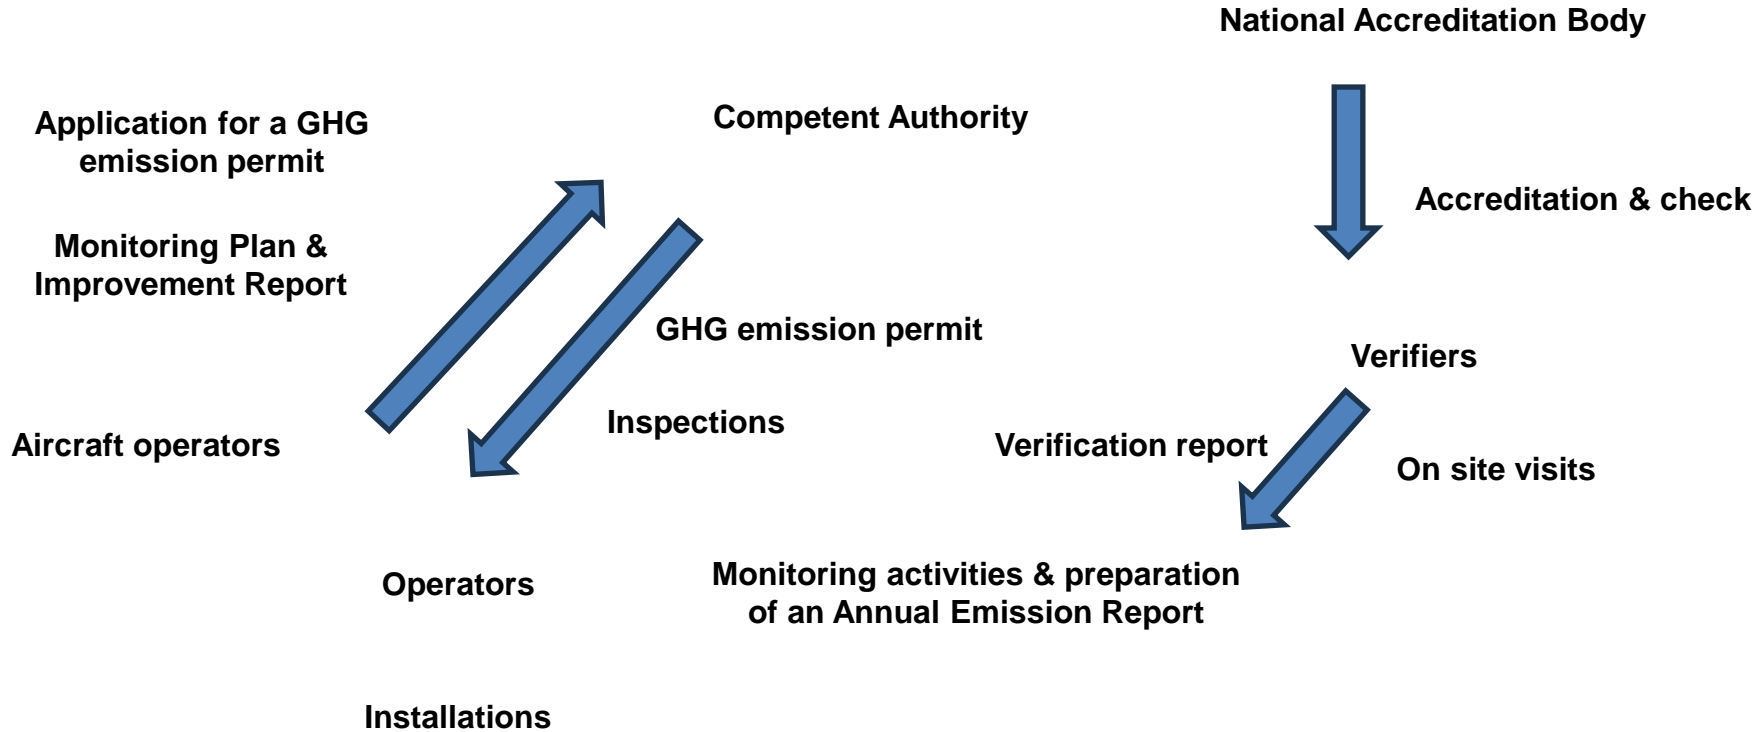 National Accreditation Body
Application for a GHG
emission permit
Competent Authority
Accreditation & check
Monitoring Plan &
Improvement Report
GHG emission permit
Verifiers
Inspections
Aircraft operators
Verification report
On site visits
Operators
Monitoring activities & preparation
of an Annual Emission Report
Installations